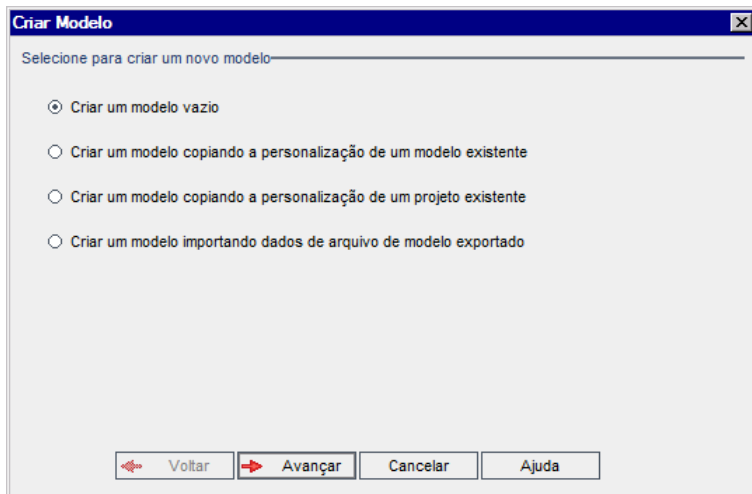 Criar Modelo
Selecione para criar um novo modelo
Criar um modelo vazio
Criar um modelo copiando a personalização de um modelo existente
Criar um modelo copiando a personalização de um projeto existente
Criar um modelo importando dados de arquivo de modelo exportado
Voltar Avançar Cancelar Ajuda